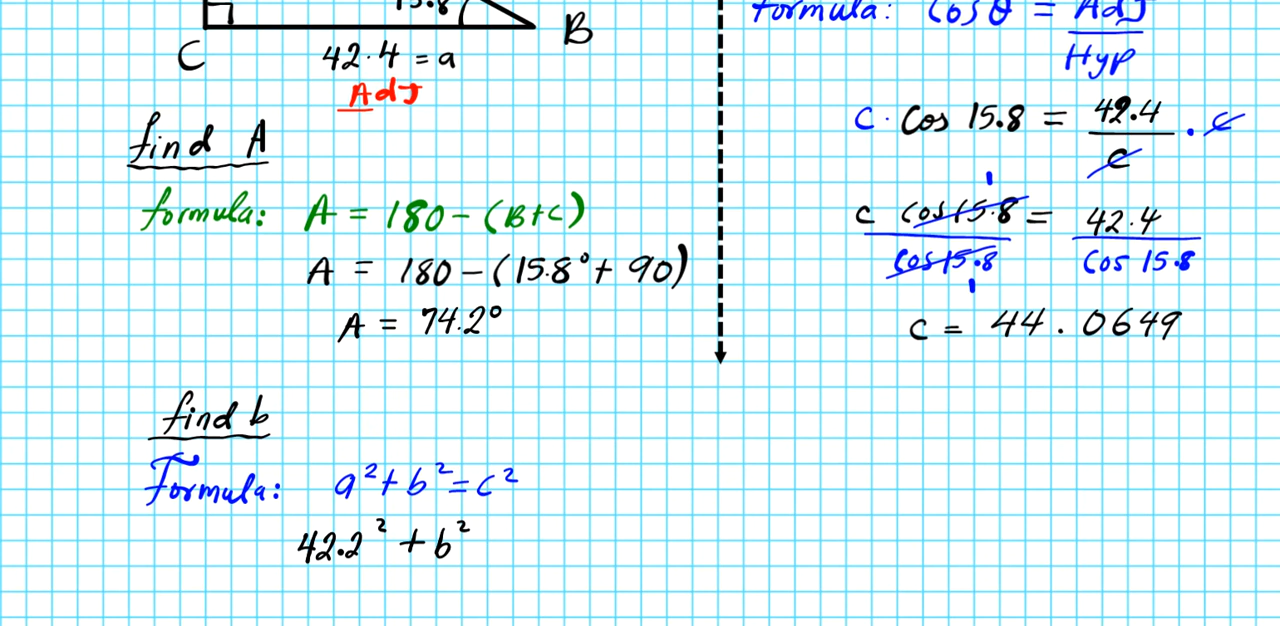 15.8
B
C
42.4 = a
Adj
find A
formula: A = 180 - (B+C)
A = 180 - (15.8° + 90)
A = 74.2°
find b
Formula: a² + b² = c²
42.2² + b²
formula: Cos θ = Adj
Hyp
C · Cos 15.8 = 42.4 · c
c
1
c cos 15.8 = 42.4
cos 15.8 Cos 15.8
1
c = 44.0649